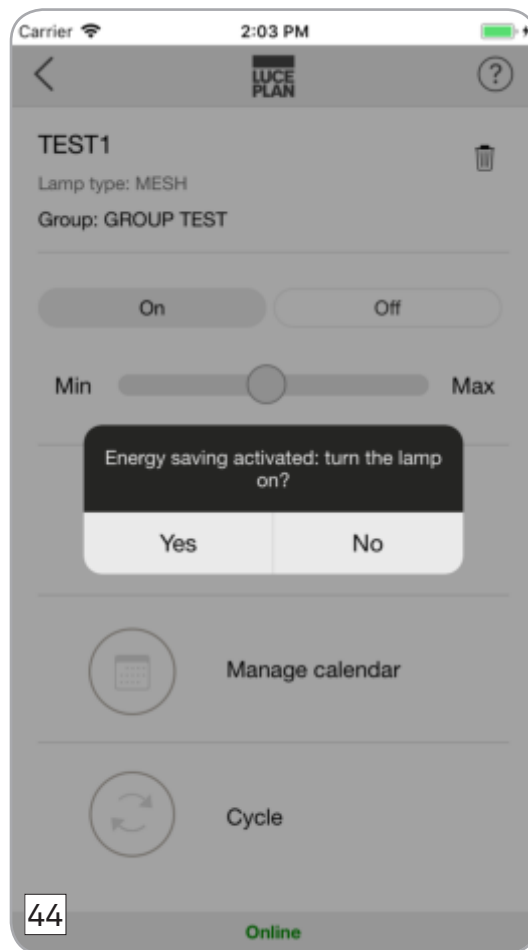 Carrier 2:03 PM
LUCE
PLAN
?
TEST1
Lamp type: MESH
Group: GROUP TEST
On Off
Min Max
Energy saving activated: turn the lamp
on?
Yes No
Manage calendar
Cycle
44
Online